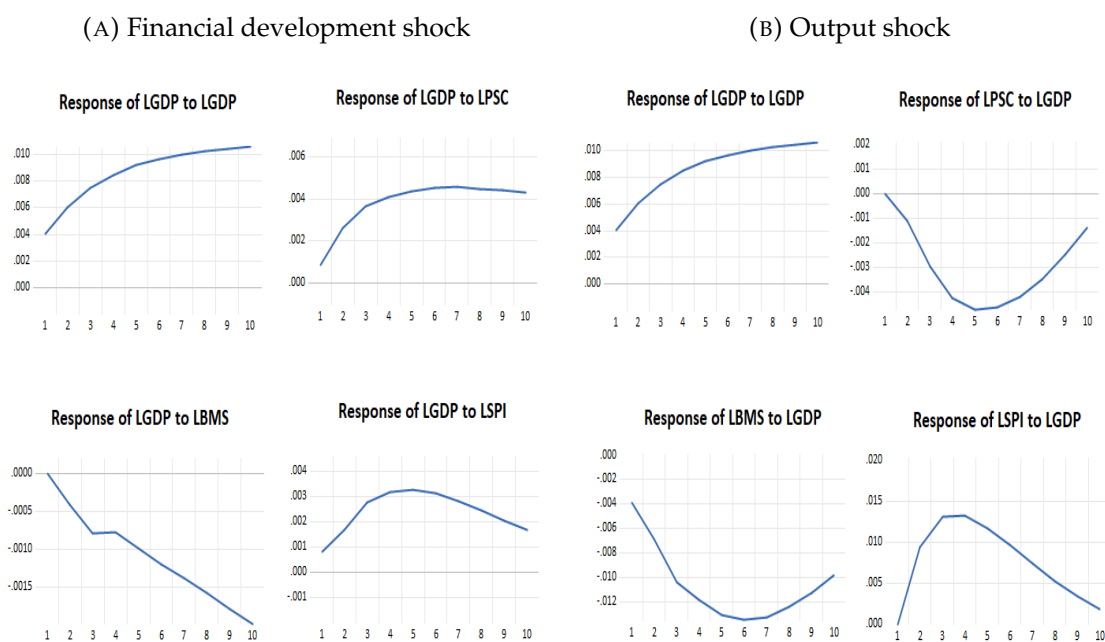 (A) Financial development shock
(B) Output shock
Response of LGDP to LGDP
.010
.008
.006
.004
.002
.000
1 2 3 4 5 6 7 8 9 10
Response of LGDP to LPSC
.006
.004
.002
.000
1 2 3 4 5 6 7 8 9 10
Response of LGDP to LGDP
.010
.008
.006
.004
.002
.000
1 2 3 4 5 6 7 8 9 10
Response of LPSC to LGDP
.002
.001
.000
-.001
-.002
-.003
-.004
1 2 3 4 5 6 7 8 9 10
Response of LGDP to LBMS
.0000
-.0005
-.0010
-.0015
1 2 3 4 5 6 7 8 9 10
Response of LGDP to LSPI
.004
.003
.002
.001
.000
-.001
1 2 3 4 5 6 7 8 9 10
Response of LBMS to LGDP
.000
-.002
-.004
-.006
-.008
-.010
-.012
1 2 3 4 5 6 7 8 9 10
Response of LSPI to LGDP
.020
.015
.010
.005
.000
1 2 3 4 5 6 7 8 9 10